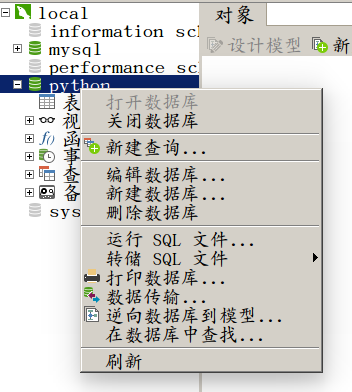 local
对象
information sc
设计模型 新
mysql
performance sc
python
表
打开数据库
关闭数据库
视
函
新建查询...
事
查
编辑数据库...
备
新建数据库...
sys
删除数据库
运行 SQL 文件...
转储 SQL 文件
打印数据库...
数据传输...
逆向数据库到模型...
在数据库中查找...
刷新